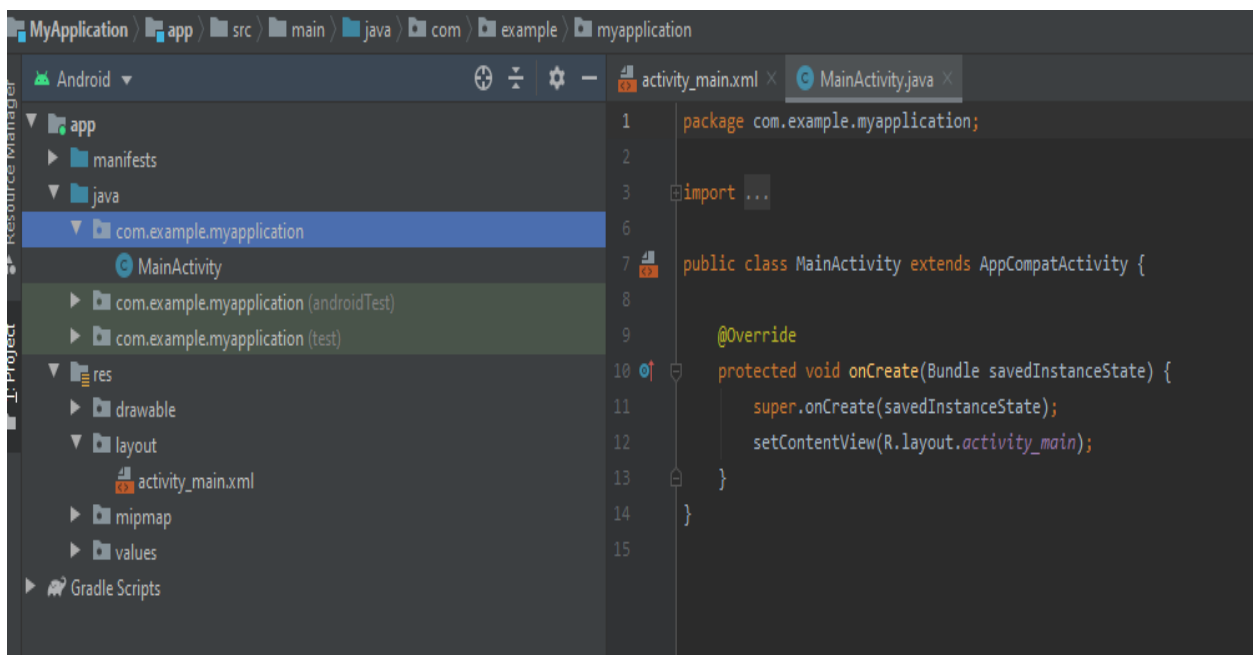 MyApplication app src main java com example myapplication
Resource Manager
1: Project
Android
app
manifests
java
com.example.myapplication
MainActivity
com.example.myapplication (androidTest)
com.example.myapplication (test)
res
drawable
layout
activity_main.xml
mipmap
values
Gradle Scripts
activity_main.xml MainActivity.java
1 package com.example.myapplication;
2
3 import ...
6
7 public class MainActivity extends AppCompatActivity {
8
9 @Override
10 protected void onCreate(Bundle savedInstanceState) {
11 super.onCreate(savedInstanceState);
12 setContentView(R.layout.activity_main);
13 }
14 }
15